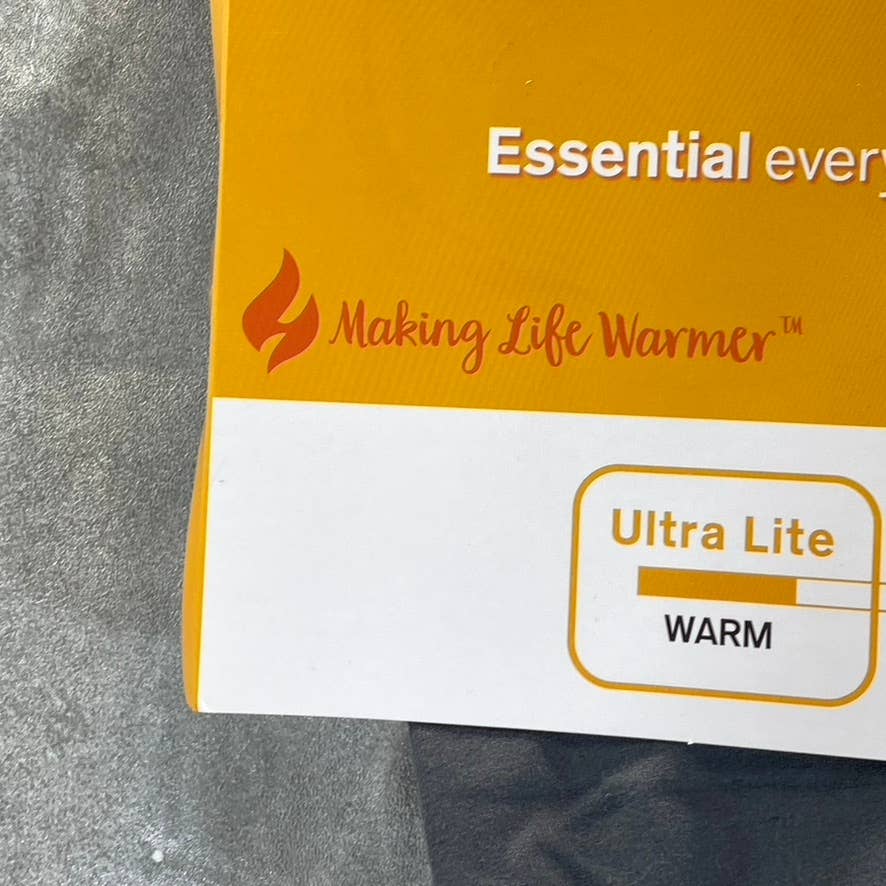 Essential every
Making Life Warmer™
Ultra Lite
WARM